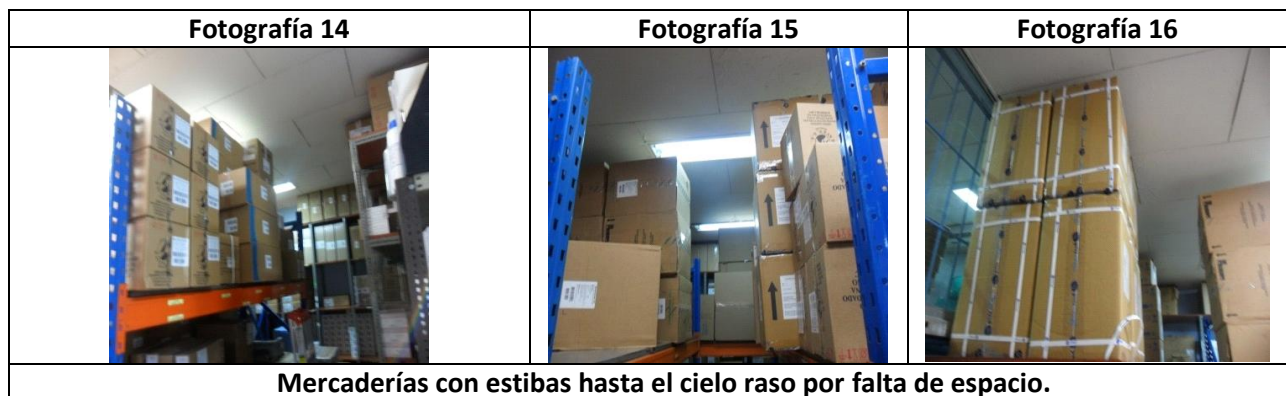 Fotografía 14
Fotografía 15
Fotografía 16
Mercaderías con estibas hasta el cielo raso por falta de espacio.